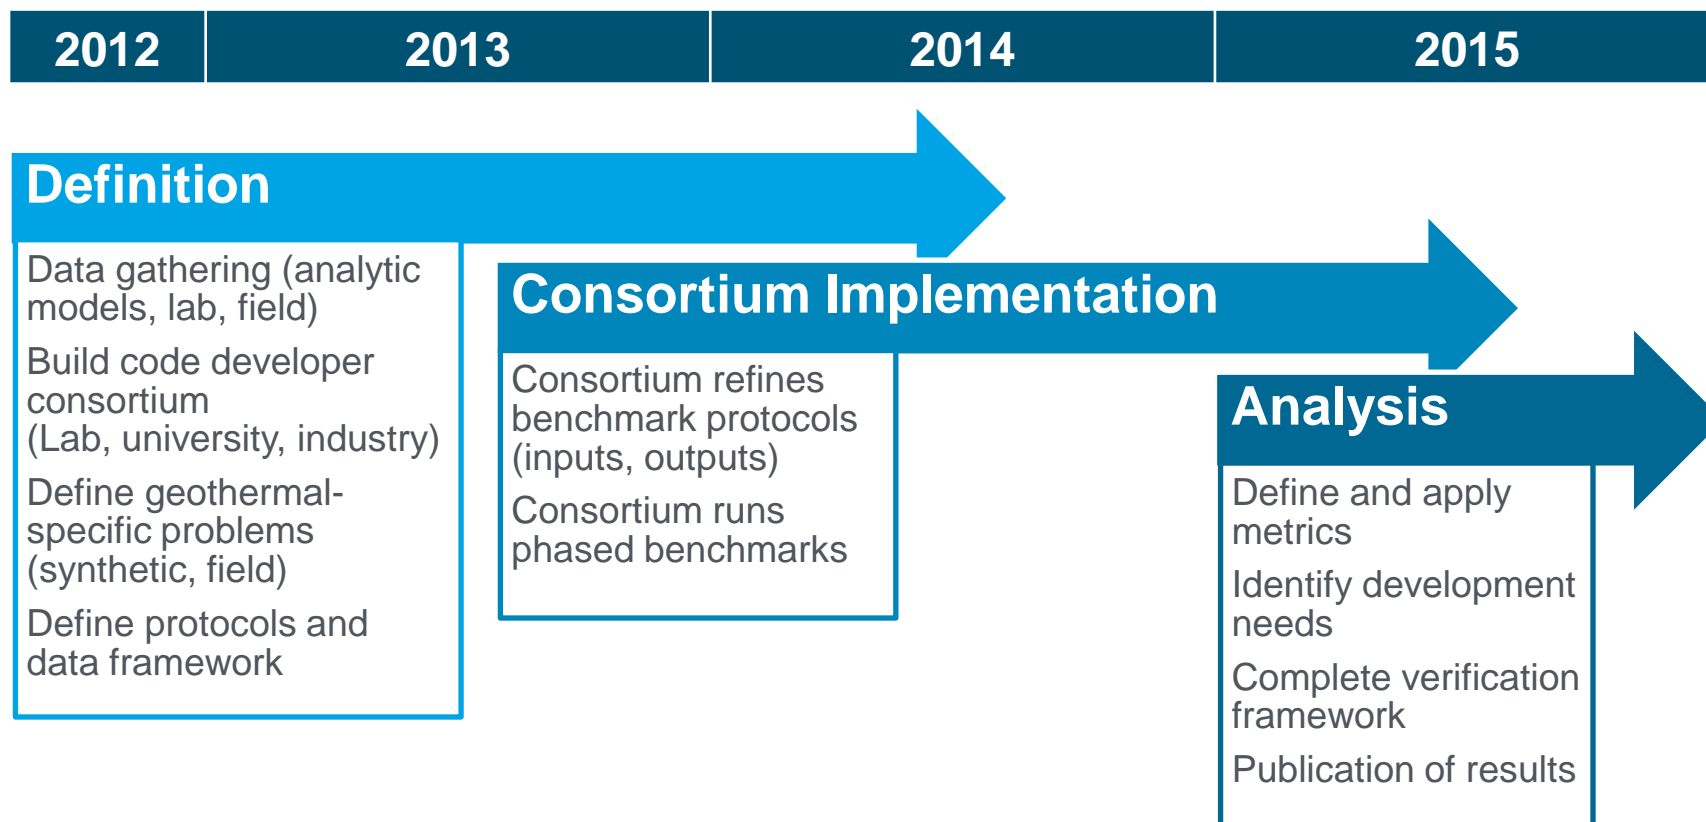 2012 2013 2014 2015
Definition
Data gathering (analytic
models, lab, field)
Build code developer
consortium
(Lab, university, industry)
Define geothermal-
specific problems
(synthetic, field)
Define protocols and
data framework
Consortium Implementation
Consortium refines
benchmark protocols
(inputs, outputs)
Consortium runs
phased benchmarks
Analysis
Define and apply
metrics
Identify development
needs
Complete verification
framework
Publication of results